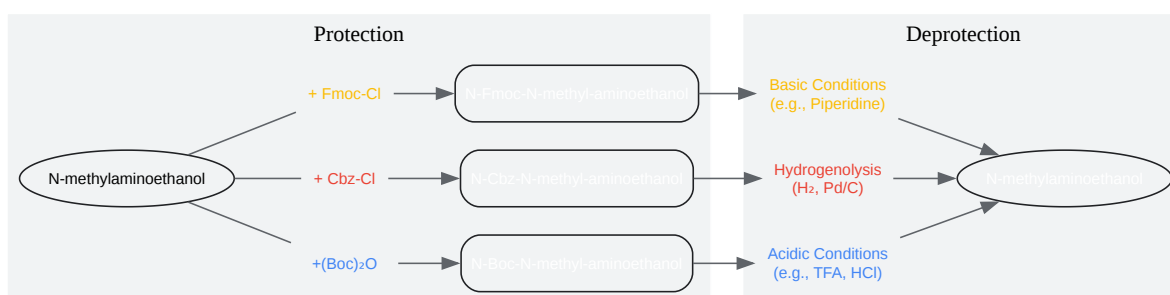 Protection
Deprotection
+ Fmoc-Cl
N-Fmoc-N-methyl-aminoethanol
Basic Conditions
(e.g., Piperidine)
N-methylaminoethanol
+ Cbz-Cl
N-Cbz-N-methyl-aminoethanol
Hydrogenolysis
(H₂, Pd/C)
N-methylaminoethanol
+(Boc)₂O
N-Boc-N-methyl-aminoethanol
Acidic Conditions
(e.g., TFA, HCl)